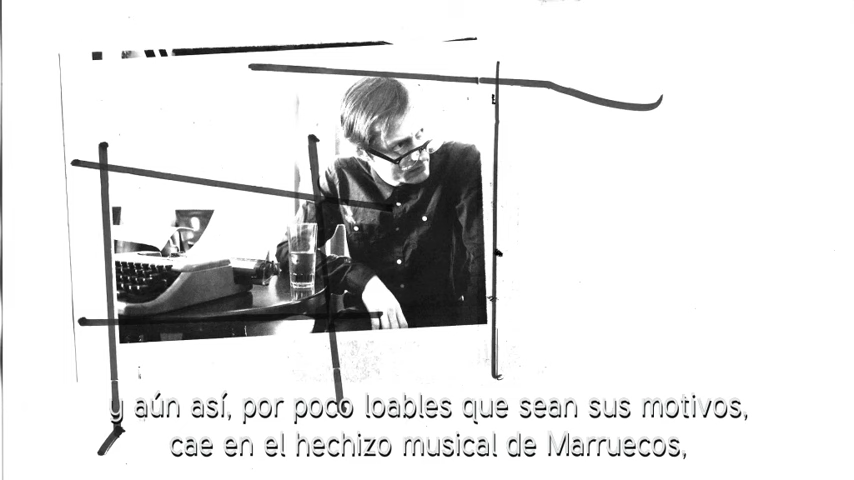 y aún así, por poco loables que sean sus motivos,
cae en el hechizo musical de Marruecos,